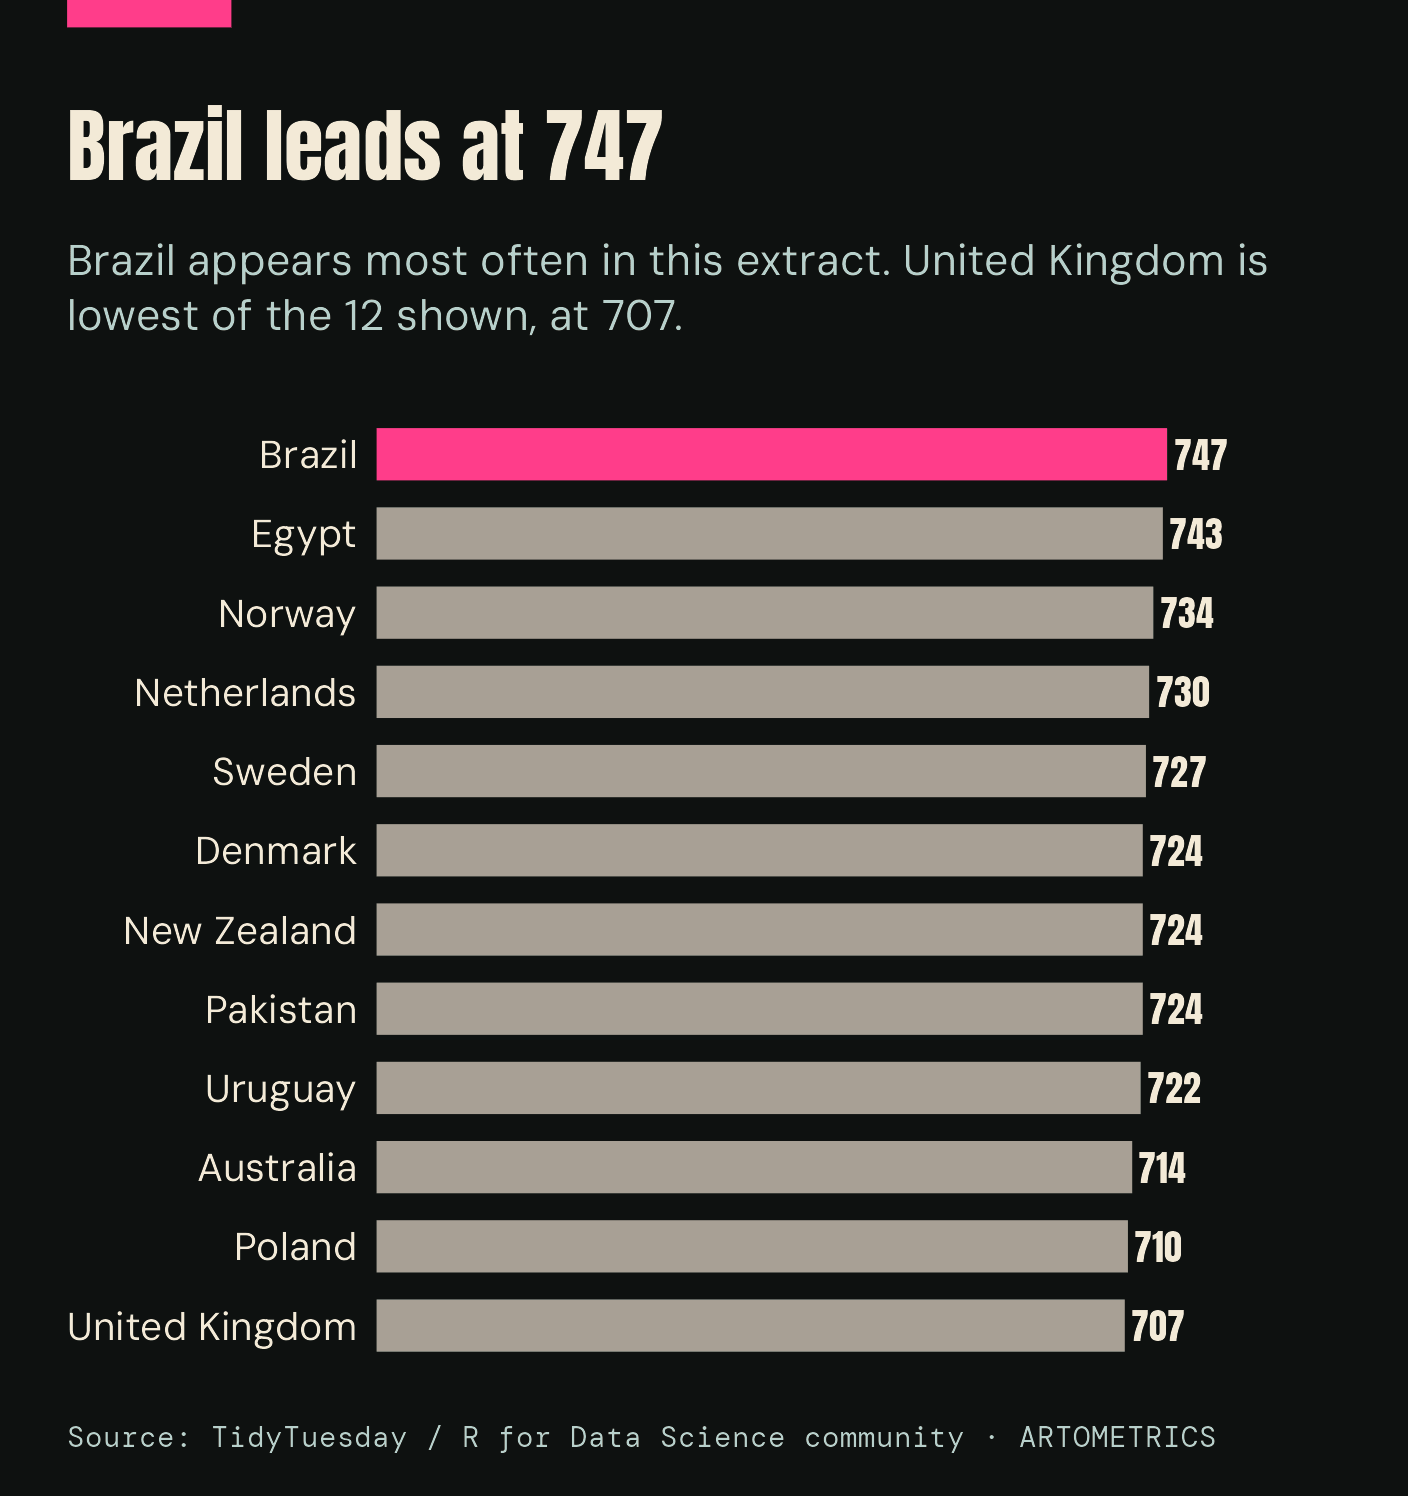 Brazil leads at 747
Brazil appears most often in this extract. United Kingdom is
lowest of the 12 shown, at 707.
Brazil 747
Egypt 743
Norway 734
Netherlands 730
Sweden 727
Denmark 724
New Zealand 724
Pakistan 724
Uruguay 722
Australia 714
Poland 710
United Kingdom 707
Source: TidyTuesday / R for Data Science community · ARTOMETRICS